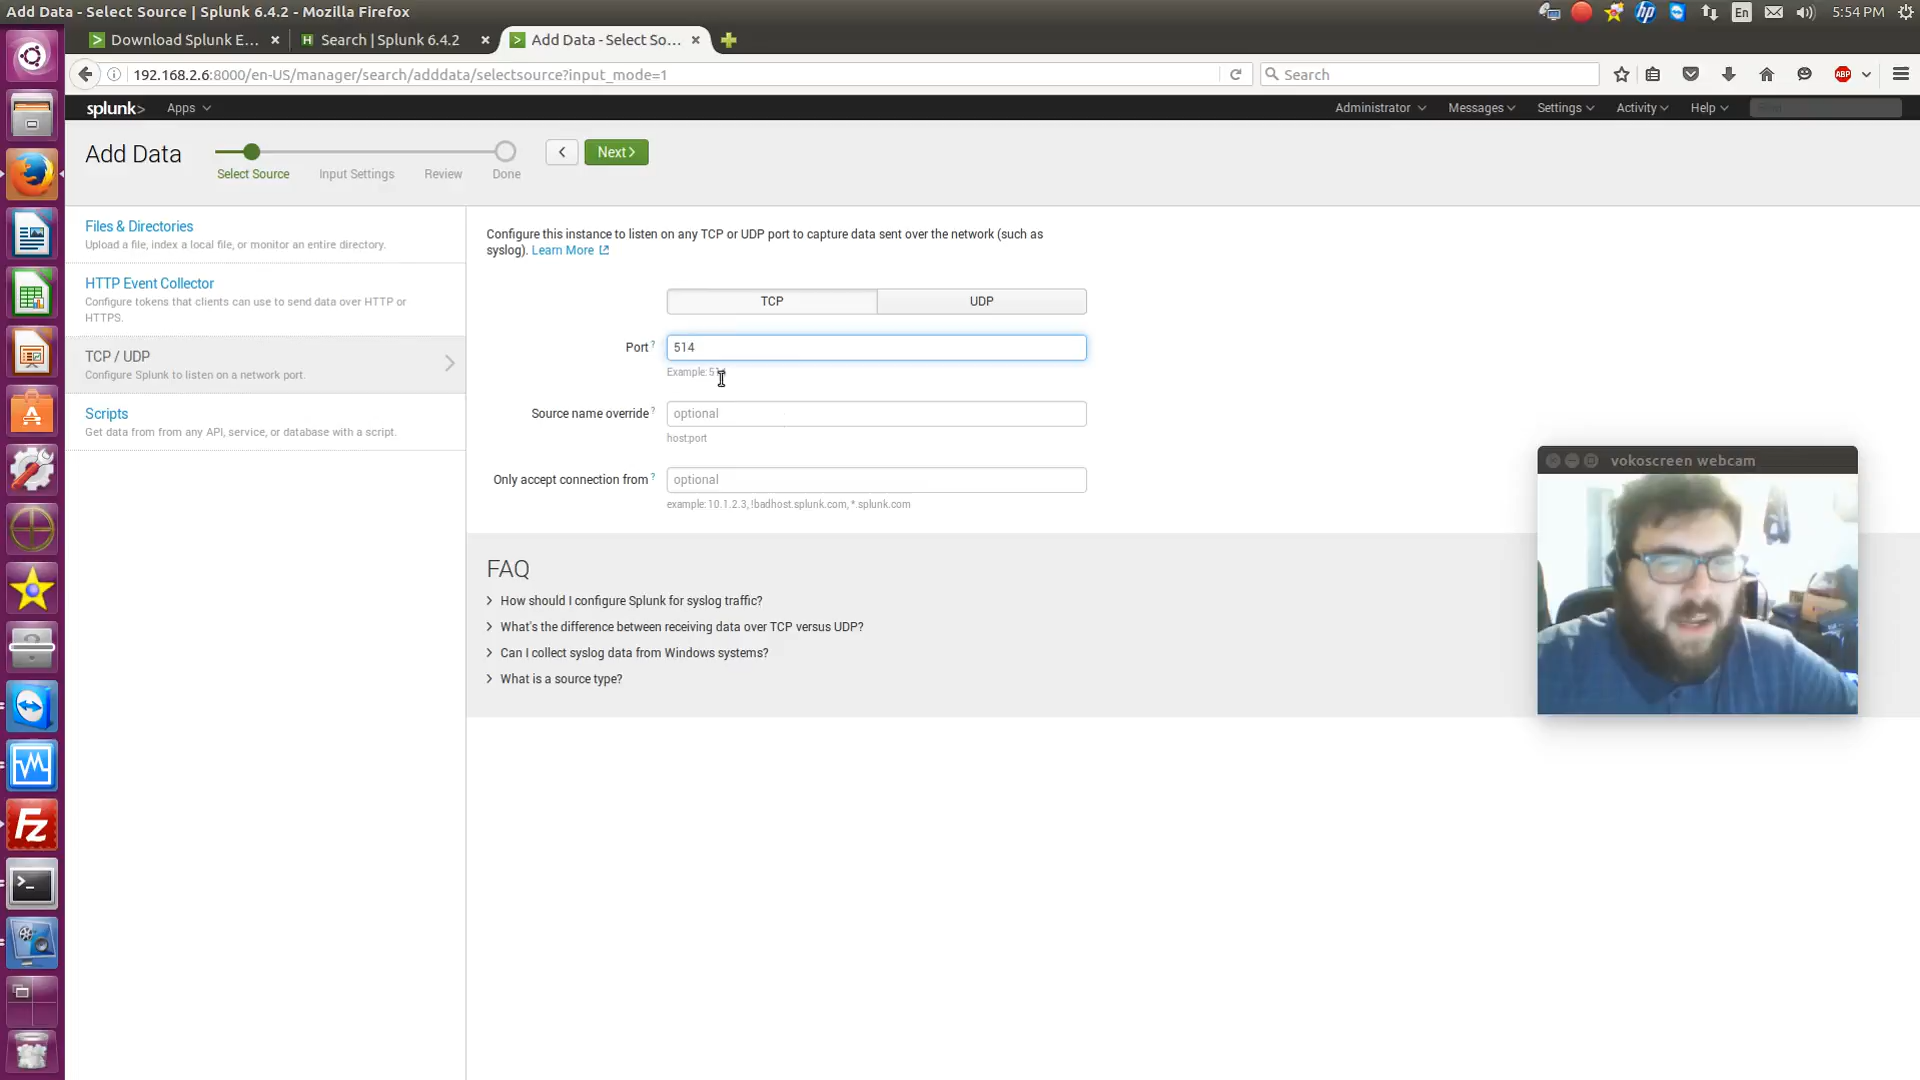 Add Data - Select Source | Splunk 6.4.2 - Mozilla Firefox
En
5:54 PM
Download Splunk E...
Search | Splunk 6.4.2
Add Data - Select So...
192.168.2.6:8000/en-US/manager/search/adddata/selectsource?input_mode=1
Search
ABP
splunk>
Apps
Administrator
Messages
Settings
Activity
Help
Add Data
Select Source
Input Settings
Review
Done
Next
Files & Directories
Upload a file, index a local file, or monitor an entire directory.
HTTP Event Collector
Configure tokens that clients can use to send data over HTTP or
HTTPS.
TCP / UDP
Configure Splunk to listen on a network port.
Scripts
Get data from from any API, service, or database with a script.
Configure this instance to listen on any TCP or UDP port to capture data sent over the network (such as
syslog). Learn More
TCP
UDP
Port ?
514
Example:
Source name override ?
optional
host:port
Only accept connection from ?
optional
example: 10.1.2.3, !badhost.splunk.com, *.splunk.com
FAQ
How should I configure Splunk for syslog traffic?
What's the difference between receiving data over TCP versus UDP?
Can I collect syslog data from Windows systems?
What is a source type?
vokoscreen webcam